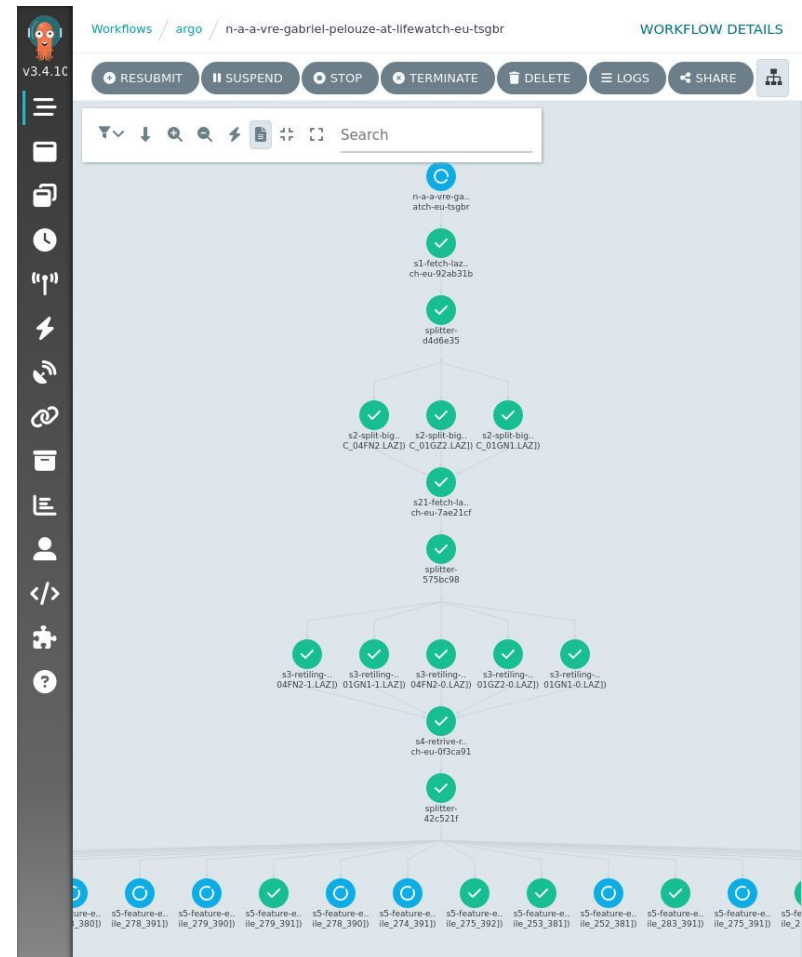 Workflows / argo / n-a-a-vre-gabriel-pelouze-at-lifewatch-eu-tsgbr WORKFLOW DETAILS
v3.4.10
RESUBMIT SUSPEND STOP TERMINATE DELETE LOGS SHARE
Search
n-a-a-vre-ga..
atch-eu-tsgbr
s1-fetch-laz..
ch-eu-92ab31b
splitter-
d4d6e35
s2-split-big.. s2-split-big.. s2-split-big..
C_04FN2.LAZ]) C_01GZ2.LAZ]) C_01GN1.LAZ])
s21-fetch-la..
ch-eu-7ae21cf
splitter-
575bc98
s3-retiling-.. s3-retiling-.. s3-retiling-.. s3-retiling-.. s3-retiling-..
04FN2-1.LAZ]) 01GN1-1.LAZ]) 04FN2-0.LAZ]) 01GZ2-0.LAZ]) 01GN1-0.LAZ])
s4-retrive-r..
ch-eu-0f3ca91
splitter-
42c521f
ure-e.. s5-feature-e.. s5-feature-e.. s5-feature-e.. s5-feature-e.. s5-feature-e.. s5-feature-e.. s5-feature-e.. s5-feature-e.. s5-feature-e.. s5-feature-e.. s5-fe
_380]) ile_278_391]) ile_279_390]) ile_279_391]) ile_278_390]) ile_274_391]) ile_275_392]) ile_253_381]) ile_252_381]) ile_283_391]) ile_275_391]) ile_2